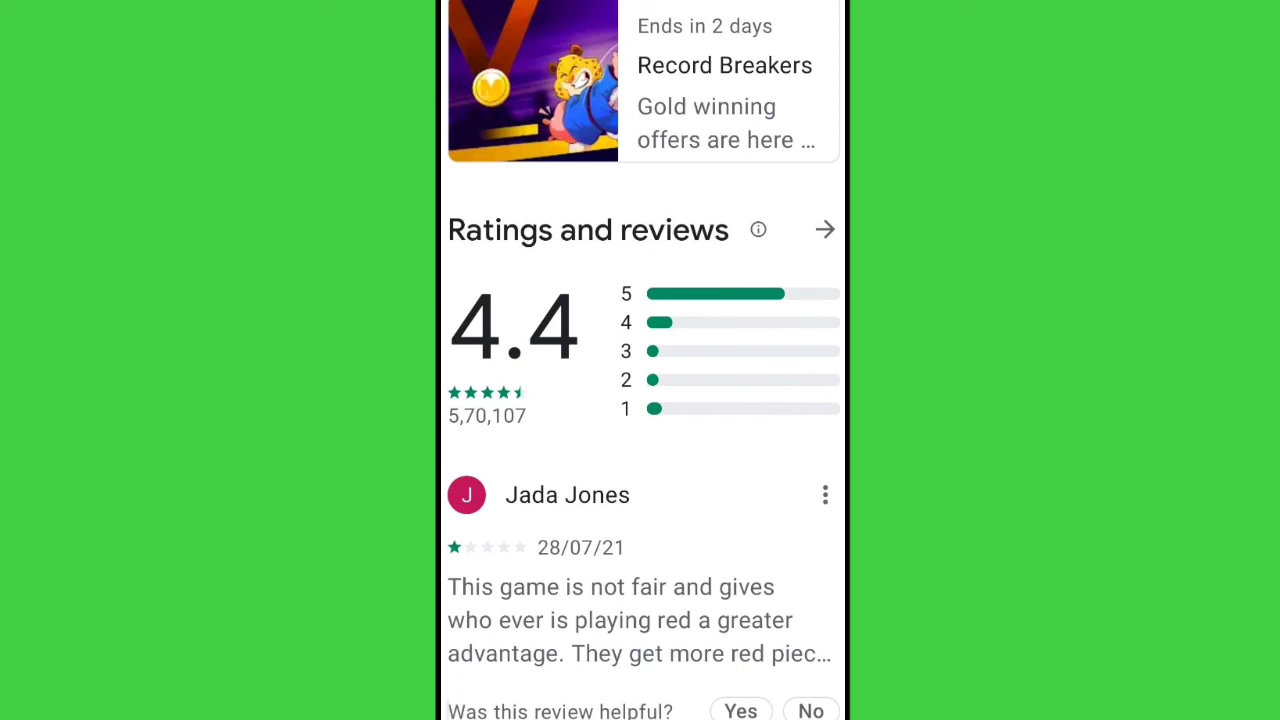 Ends in 2 days
Record Breakers
Gold winning
offers are here ...
Ratings and reviews
4.4
5,70,107
5
4
3
2
1
J
Jada Jones
28/07/21
This game is not fair and gives
who ever is playing red a greater
advantage. They get more red piec...
Was this review helpful? Yes No